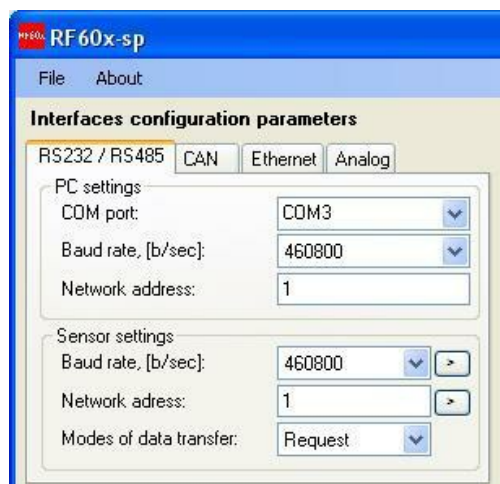 RF60x RF60x-sp
File About
Interfaces configuration parameters
RS232 / RS485 CAN Ethernet Analog
PC settings
COM port: COM3
Baud rate, [b/sec]: 460800
Network address: 1
Sensor settings
Baud rate, [b/sec]: 460800 >
Network adress: 1 >
Modes of data transfer: Request